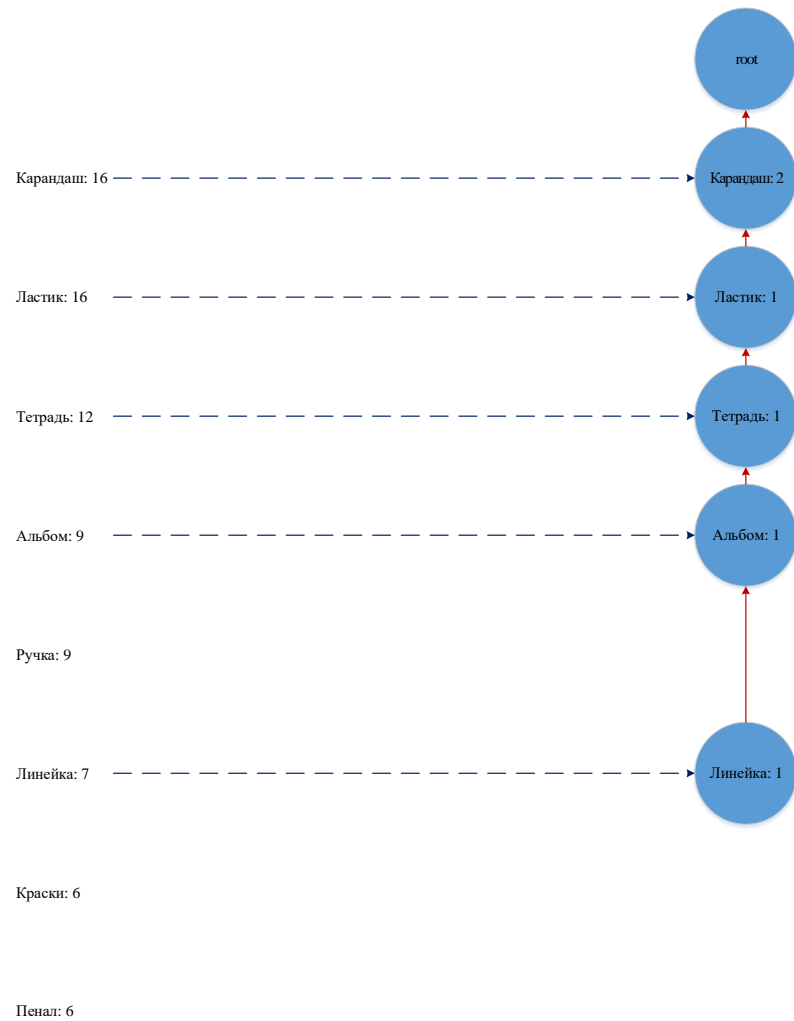 root
Карандаш: 16
Карандаш: 2
Ластик: 16
Ластик: 1
Тетрадь: 12
Тетрадь: 1
Альбом: 9
Альбом: 1
Ручка: 9
Линейка: 7
Линейка: 1
Краски: 6
Пенал: 6